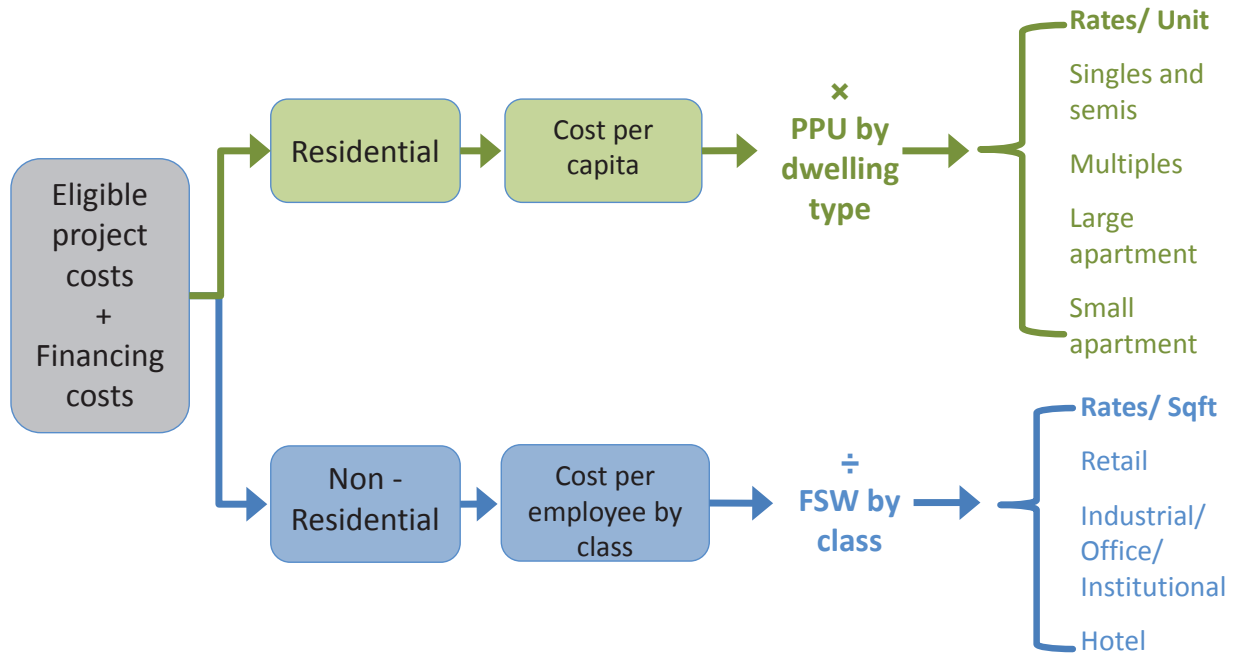 Eligible
project
costs
+
Financing
costs
Residential
Cost per
capita
×
PPU by
dwelling
type
Rates/ Unit
Singles and
semis
Multiples
Large
apartment
Small
apartment
Non -
Residential
Cost per
employee by
class
÷
FSW by
class
Rates/ Sqft
Retail
Industrial/
Office/
Institutional
Hotel